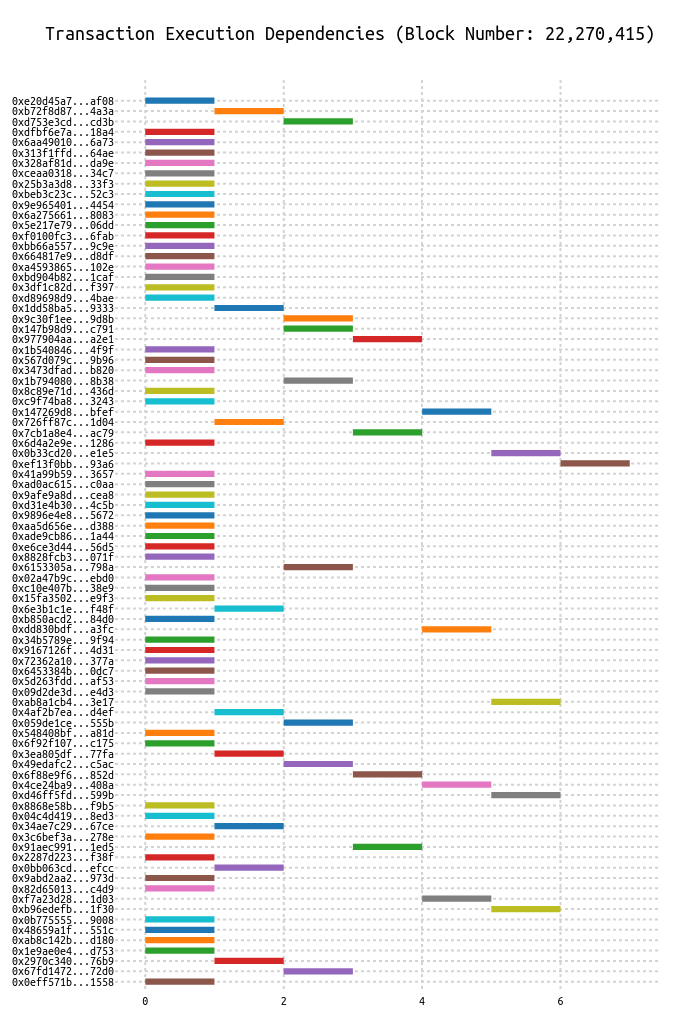 Transaction Execution Dependencies (Block Number: 22,270,415)
0xe20d45a7...af08
0xb72f8d87...4a3a
0xd753e3cd...cd3b
0xdfbf6e7a...18a4
0x6aa49010...6a73
0x313f1ffd...64ae
0x328af81d...da9e
0xceaa0318...34c7
0x25b3a3d8...33f3
0xbeb3c23c...52c3
0x9e965401...4454
0x6a275661...8083
0x5e217e79...06dd
0xf0100fc3...6fab
0xbb66a557...9c9e
0x664817e9...d8df
0xa4593865...102e
0xbd904b82...1caf
0x3df1c82d...f397
0xd89698d9...4bae
0x1dd58ba5...9333
0x9c30f1ee...9d8b
0x147b98d9...c791
0x977904aa...a2e1
0x1b540846...4f9f
0x567d079c...9b96
0x3473dfad...b820
0x1b794080...8b38
0x8c89e71d...436d
0xc9f74ba8...3243
0x147269d8...bfef
0x726ff87c...1d04
0x7cb1a8e4...ac79
0x6d4a2e9e...1286
0x0b33cd20...e1e5
0xef13f0bb...93a6
0x41a99b59...3657
0xad0ac615...c0aa
0x9afe9a8d...cea8
0xd31e4b30...4c5b
0x9896e4e8...5672
0xaa5d656e...d388
0xade9cb86...1a44
0xe6ce3d44...56d5
0x8828fcb3...071f
0x6153305a...798a
0x02a47b9c...ebd0
0xc10e407b...38e9
0x15fa3502...e9f3
0x6e3b1c1e...f48f
0xb850acd2...84d0
0xdd830bdf...a3fc
0x34b5789e...9f94
0x9167126f...4d31
0x72362a10...377a
0x6453384b...0dc7
0x5d263fdd...af53
0x09d2de3d...e4d3
0xab8a1cb4...3e17
0x4af2b7ea...d4ef
0x059de1ce...555b
0x548408bf...a81d
0x6f92f107...c175
0x3ea805df...77fa
0x49edafc2...c5ac
0x6f88e9f6...852d
0x4ce24ba9...408a
0xd46ff5fd...599b
0x8868e58b...f9b5
0x04c4d419...8ed3
0x34ae7c29...67ce
0x3c6bef3a...278e
0x91aec991...1ed5
0x2287d223...f38f
0x0bb063cd...efcc
0x9abd2aa2...973d
0x82d65013...c4d9
0xf7a23d28...1d03
0xb96edefb...1f30
0x0b775555...9008
0x48659a1f...551c
0xab8c142b...d180
0x1e9ae0e4...d753
0x2970c340...76b9
0x67fd1472...72d0
0x0eff571b...1558
0 2 4 6